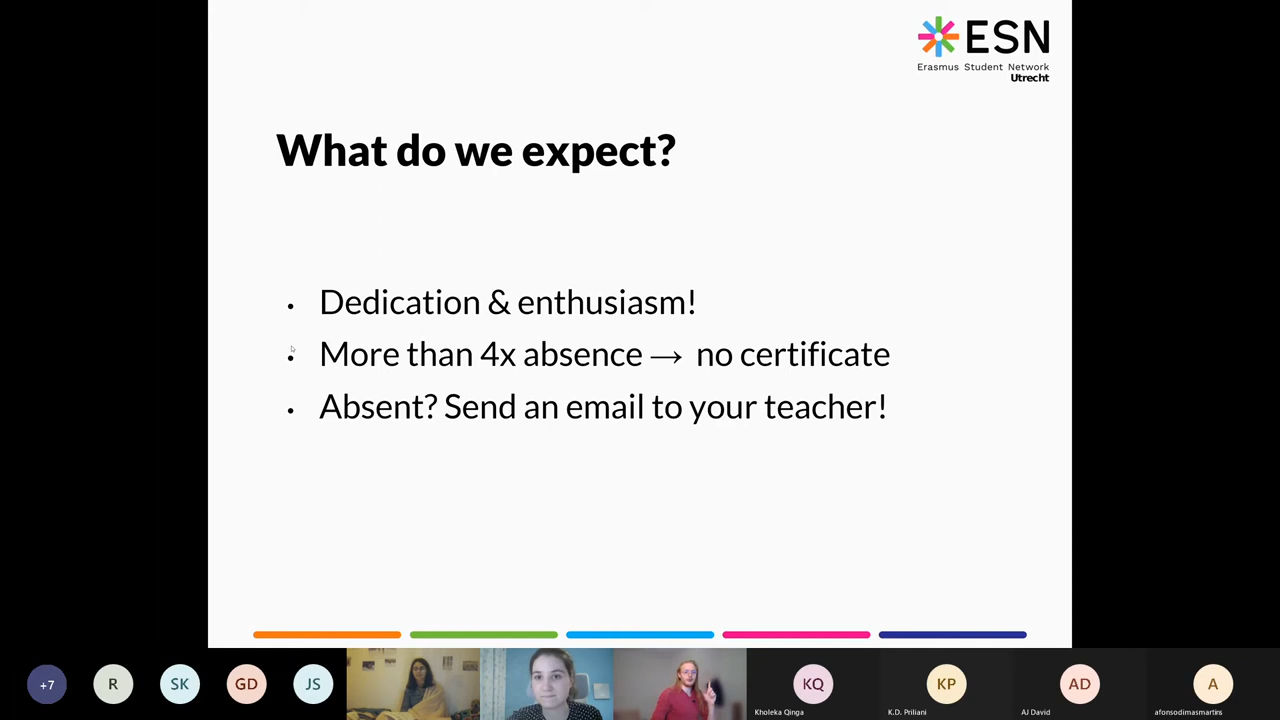 ESN
Erasmus Student Network
Utrecht
What do we expect?
• Dedication & enthusiasm!
• More than 4x absence → no certificate
• Absent? Send an email to your teacher!
+7
R
SK
GD
JS
KQ
Kholeka Qinga
KP
K.D. Priliani
AD
AJ David
A
afonsodimasmartins